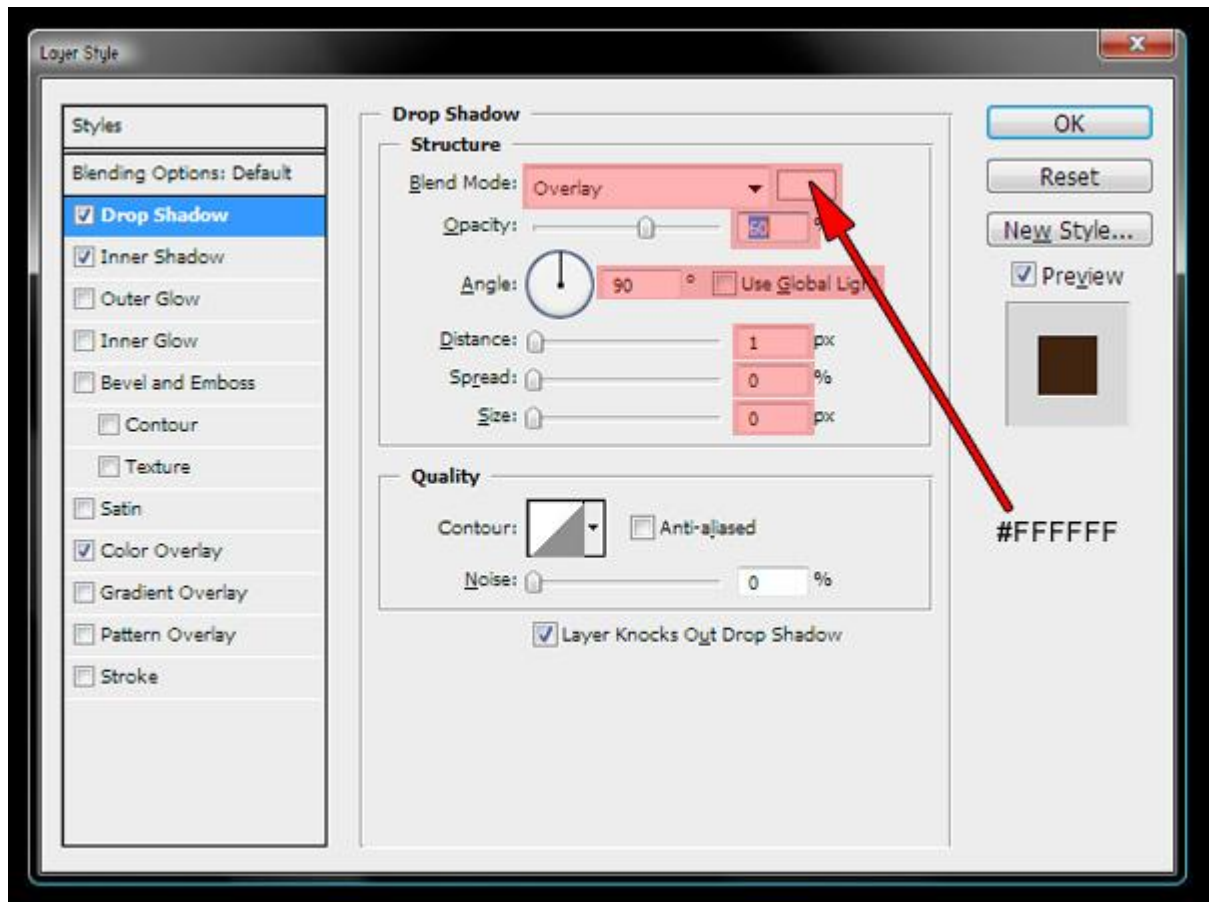 Layer Style
Styles
Blending Options: Default
Drop Shadow
Inner Shadow
Outer Glow
Inner Glow
Bevel and Emboss
Contour
Texture
Satin
Color Overlay
Gradient Overlay
Pattern Overlay
Stroke
Drop Shadow
Structure
Blend Mode: Overlay
Opacity: 60 %
Angle: 90 ° Use Global Light
Distance: 1 px
Spread: 0 %
Size: 0 px
Quality
Contour: Anti-aliased
Noise: 0 %
Layer Knocks Out Drop Shadow
OK
Reset
New Style...
Preview
#FFFFFF